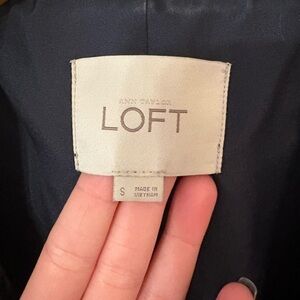 ANN TAYLOR
LOFT
S
MADE IN
VIETNAM